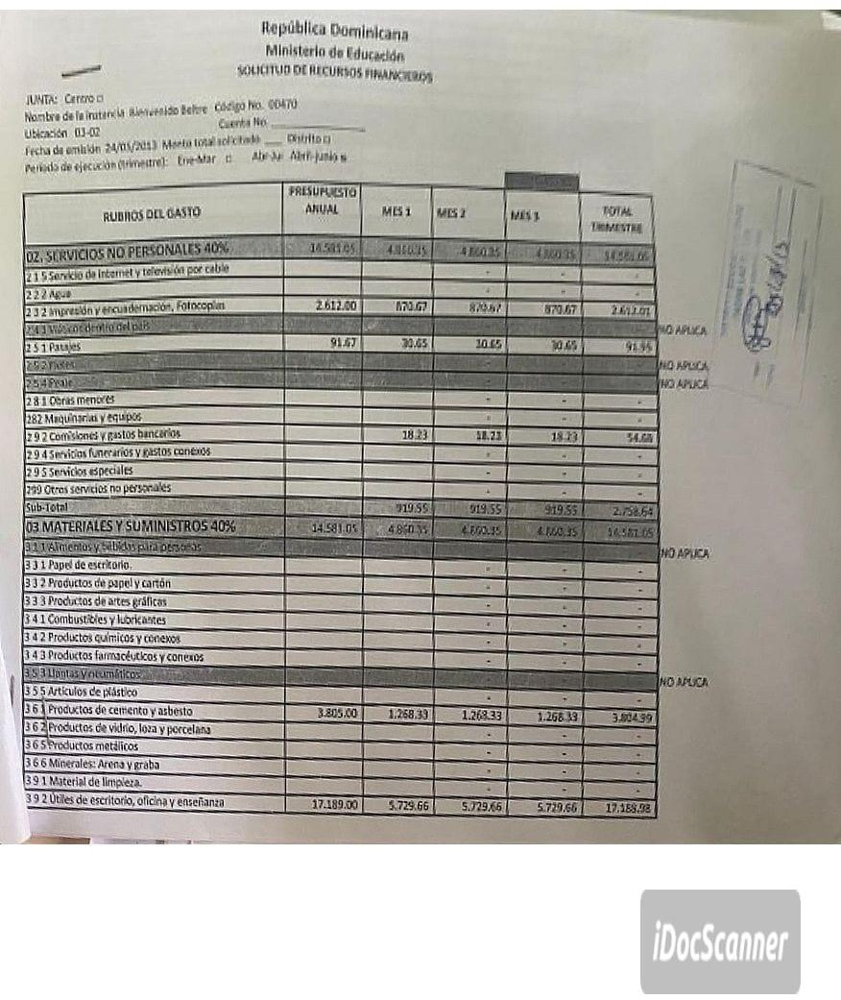 República Dominicana
Ministerio de Educación
SOLICITUD DE RECURSOS FINANCIEROS
JUNTA: Centro □
Nombre de la instancia Bienvenido Beltre Código No. 00470
Ubicación 03-02 Cuenta No.
Fecha de emisión 24/05/2013 Monto total solicitado ___ Distrito □
Periodo de ejecución (trimestre): Ene-Mar □ Abr-Ju Abril-junio
RUBROS DEL GASTO PRESUPUESTO ANUAL MES 1 MES 2 MES 3 TOTAL TRIMESTRE
02. SERVICIOS NO PERSONALES 40% 14.581.05 4.860.35 4.860.35 4.860.35 14.581.05
2 1 5 Servicio de Internet y televisión por cable - - -
2 2 2 Agua - - -
2 3 2 Impresión y encuadernación, Fotocopias 2.612.00 870.67 870.67 870.67 2.612.01
NO APLICA
2 5 1 Pasajes 91.67 30.65 30.65 30.65 91.95
NO APLICA
2 5 4 Peaje NO APLICA
2 8 1 Obras menores - - -
282 Maquinarias y equipos - - -
2 9 2 Comisiones y gastos bancarios 18.23 18.23 18.23 54.68
2 9 4 Servicios funerarios y gastos conexos - - -
2 9 5 Servicios especiales - - -
299 Otros servicios no personales - - -
Sub-Total 919.55 919.55 919.55 2.758.64
03 MATERIALES Y SUMINISTROS 40% 14.581.05 4.860.35 4.860.35 4.860.35 14.581.05
3 1 1 Alimentos y bebidas para personas NO APLICA
3 3 1 Papel de escritorio. - - -
3 3 2 Productos de papel y cartón - - -
3 3 3 Productos de artes gráficas - - -
3 4 1 Combustibles y lubricantes - - -
3 4 2 Productos químicos y conexos - - -
3 4 3 Productos farmacéuticos y conexos - - -
3 5 3 Llantas y neumáticos NO APLICA
3 5 5 Artículos de plástico - - -
3 6 1 Productos de cemento y asbesto 3.805.00 1.268.33 1.268.33 1.268.33 3.804.99
3 6 2 Productos de vidrio, loza y porcelana - - -
3 6 5 Productos metálicos - - -
3 6 6 Minerales: Arena y graba - - -
3 9 1 Material de limpieza. - - -
3 9 2 Útiles de escritorio, oficina y enseñanza 17.189.00 5.729.66 5.729.66 5.729.66 17.188.98
iDocScanner